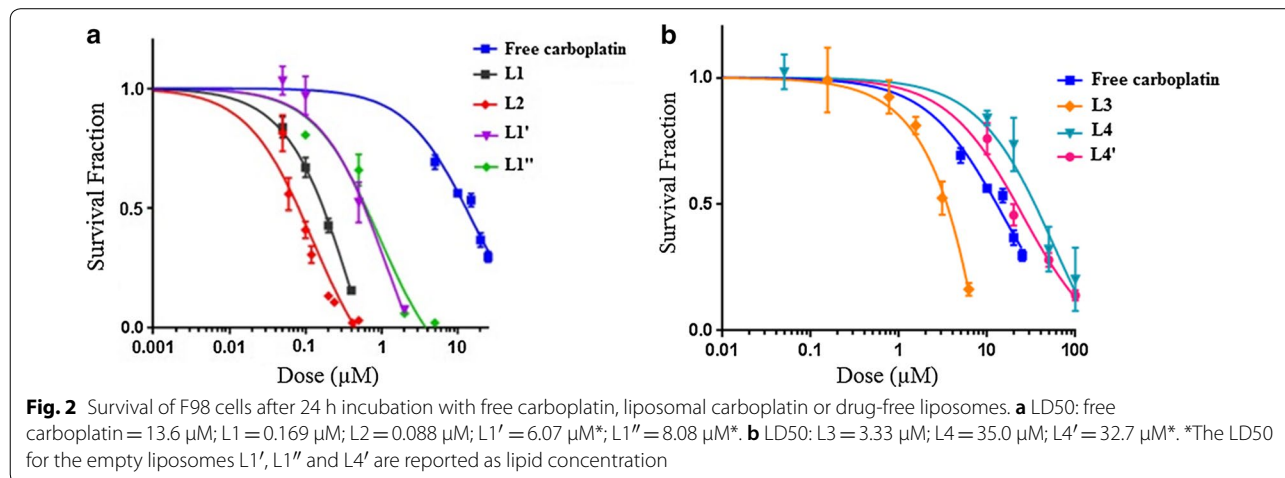 a
Free carboplatin
L1
L2
L1'
L1''
Survival Fraction
1.0
0.5
0.0
0.001 0.01 0.1 1 10
Dose (µM)
b
Free carboplatin
L3
L4
L4'
Survival Fraction
1.0
0.5
0.0
0.01 0.1 1 10 100
Dose (µM)
Fig. 2 Survival of F98 cells after 24 h incubation with free carboplatin, liposomal carboplatin or drug-free liposomes. a LD50: free
carboplatin = 13.6 µM; L1 = 0.169 µM; L2 = 0.088 µM; L1′ = 6.07 µM*; L1″ = 8.08 µM*. b LD50: L3 = 3.33 µM; L4 = 35.0 µM; L4′ = 32.7 µM*. *The LD50
for the empty liposomes L1′, L1″ and L4′ are reported as lipid concentration